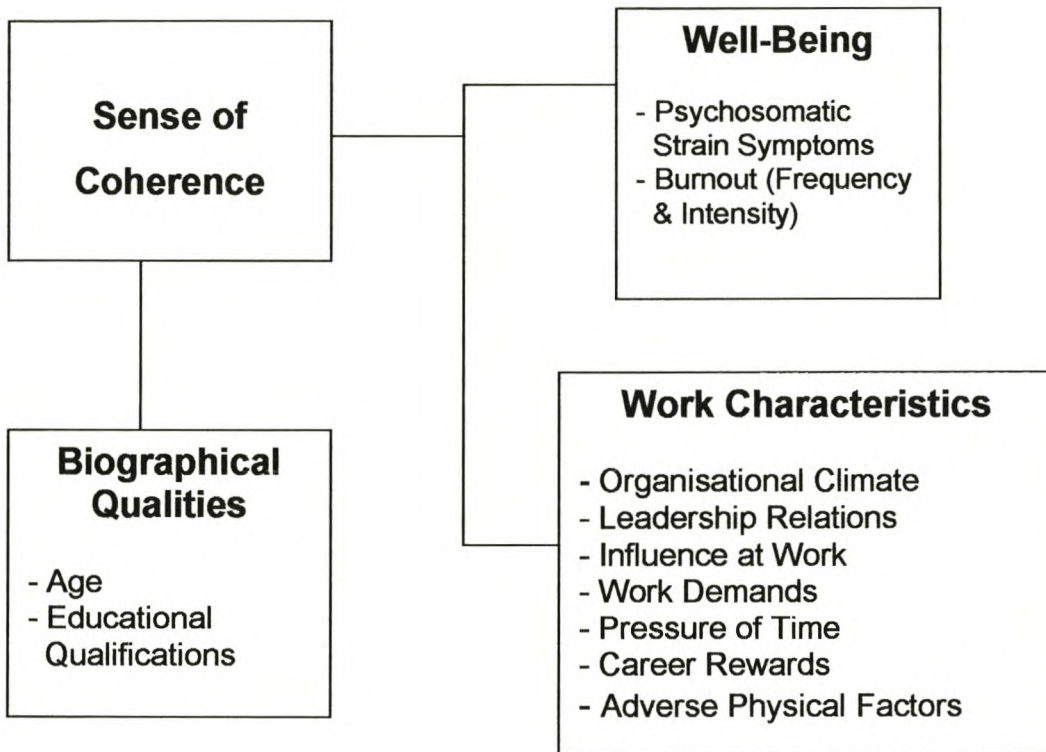 Sense of
Coherence
Well-Being
- Psychosomatic
Strain Symptoms
- Burnout (Frequency
& Intensity)
Biographical
Qualities
- Age
- Educational
Qualifications
Work Characteristics
- Organisational Climate
- Leadership Relations
- Influence at Work
- Work Demands
- Pressure of Time
- Career Rewards
- Adverse Physical Factors